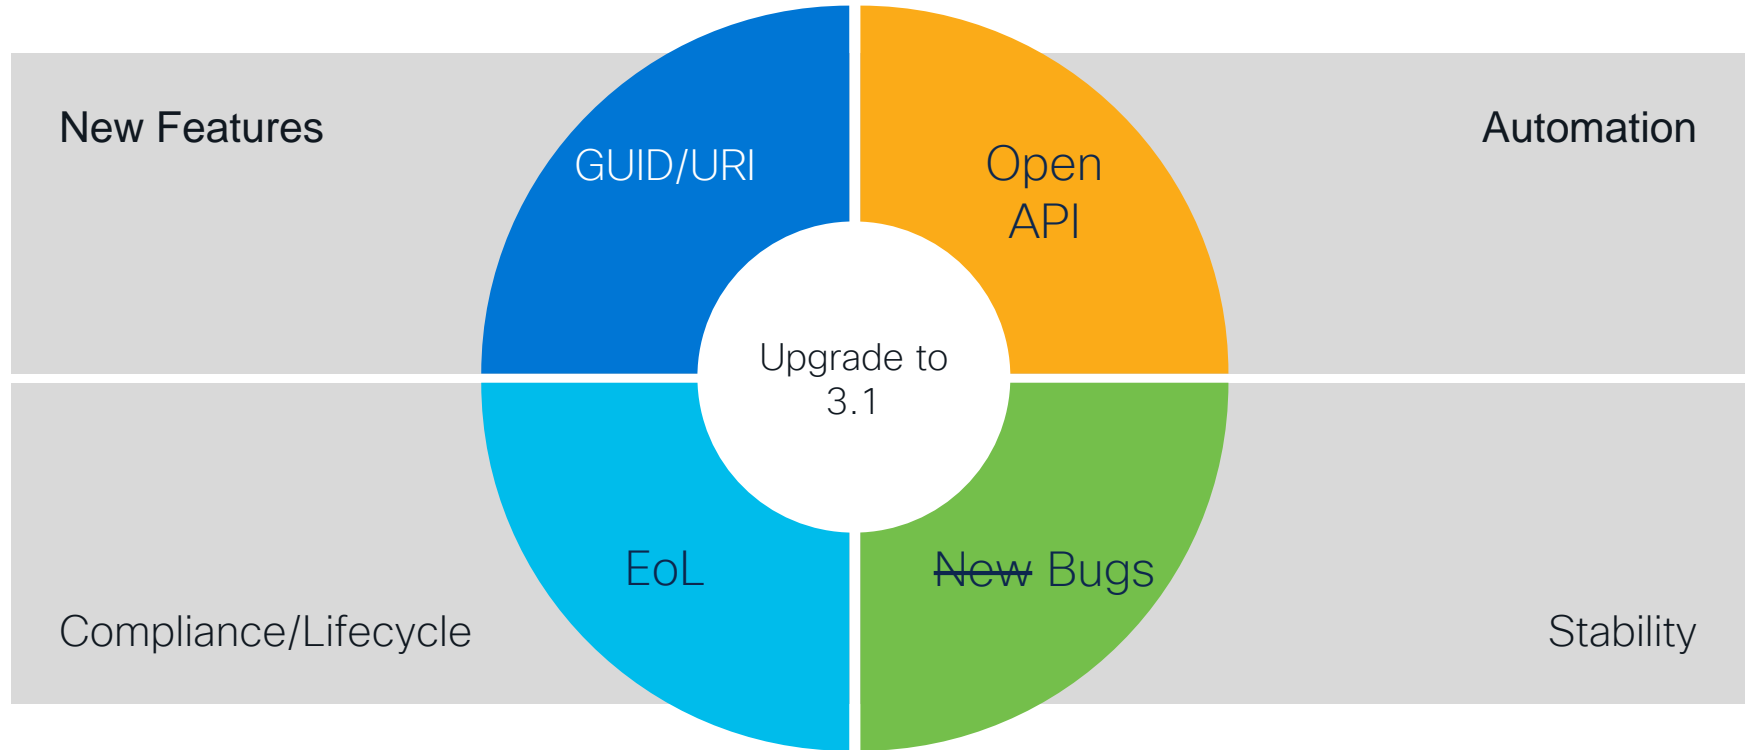 New Features
Automation
GUID/URI
Open
API
Upgrade to
3.1
EoL
New Bugs
Compliance/Lifecycle
Stability